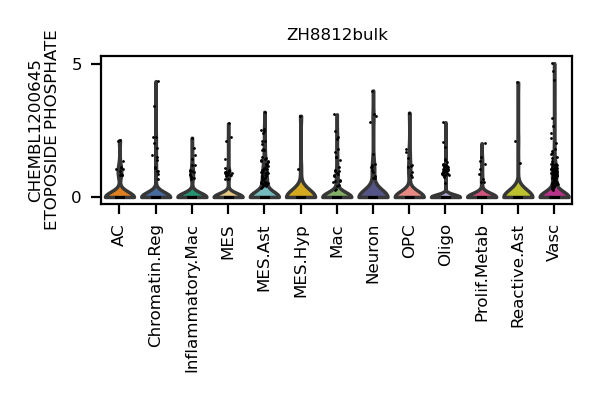 ZH8812bulk
CHEMBL1200645
ETOPOSIDE PHOSPHATE
5
0
AC
Chromatin.Reg
Inflammatory.Mac
MES
MES.Ast
MES.Hyp
Mac
Neuron
OPC
Oligo
Prolif.Metab
Reactive.Ast
Vasc